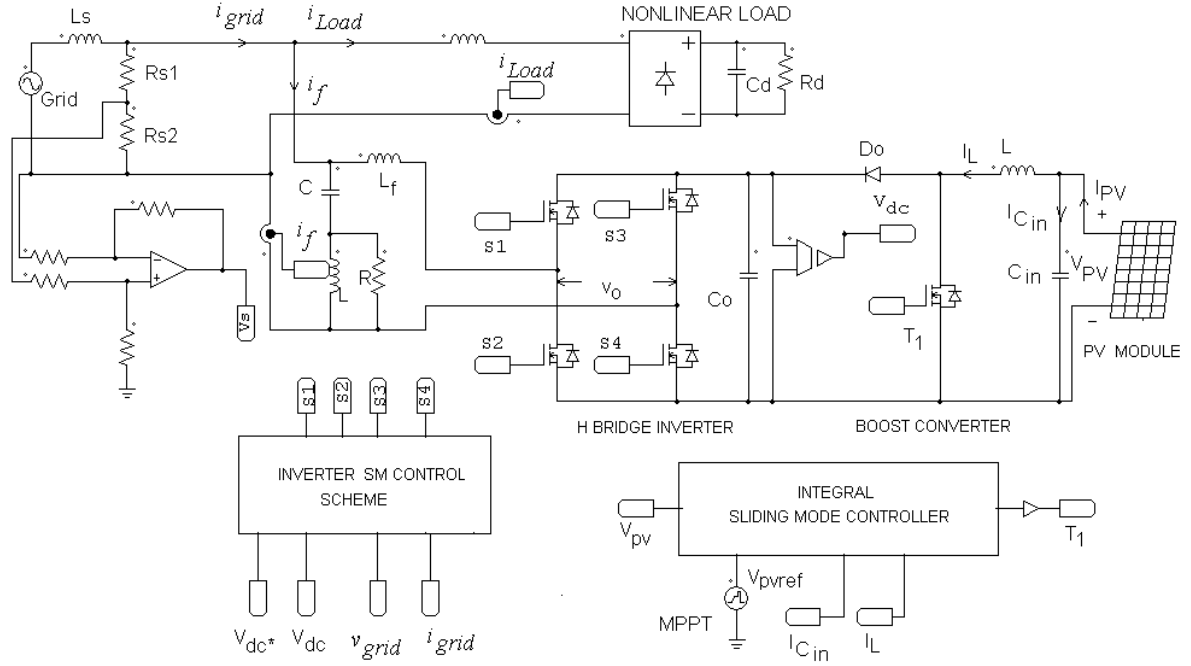 Ls
i grid
i Load
NONLINEAR LOAD
Rs1
Grid
Rs2
i f
i Load
+
−
Cd
Rd
C
L f
i f
L
R
−
+
Vs
S1
S3
S2
S4
v o
Co
v dc
Do
I L
L
I C in
I PV
+
C in
V PV
−
T 1
PV MODULE
H BRIDGE INVERTER
BOOST CONVERTER
S1
S2
S3
S4
INVERTER SM CONTROL
SCHEME
V dc*
V dc
v grid
i grid
INTEGRAL
SLIDING MODE CONTROLLER
V pv
T 1
V pvref
MPPT
I C in
I L